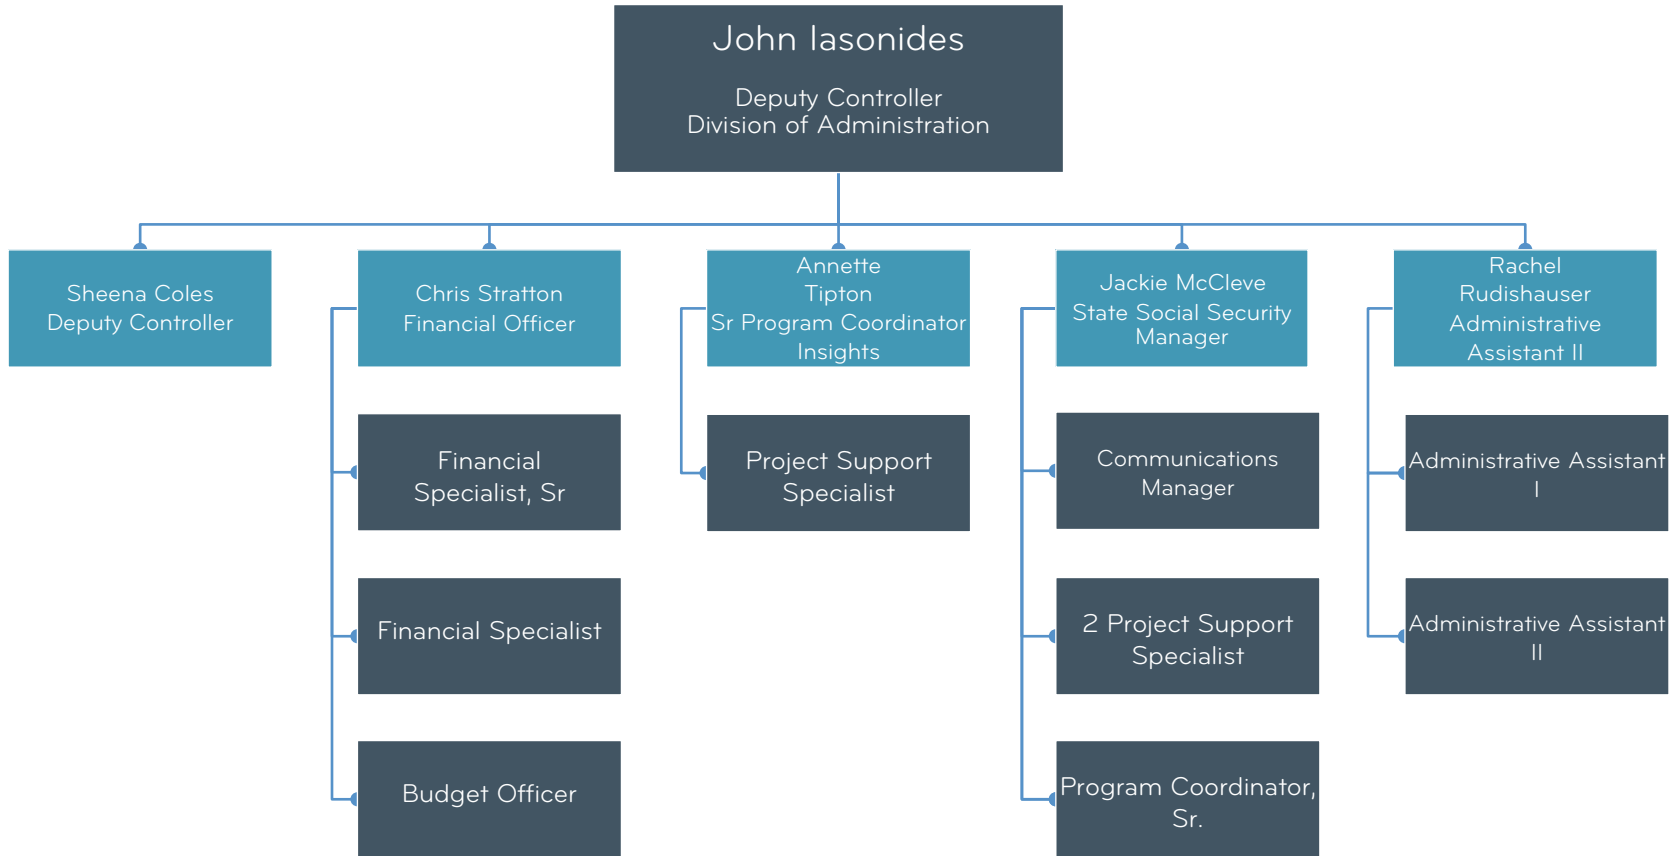 John Iasonides
Deputy Controller
Division of Administration
Sheena Coles
Deputy Controller
Chris Stratton
Financial Officer
Financial
Specialist, Sr
Financial Specialist
Budget Officer
Annette
Tipton
Sr Program Coordinator
Insights
Project Support
Specialist
Jackie McCleve
State Social Security
Manager
Communications
Manager
2 Project Support
Specialist
Program Coordinator,
Sr.
Rachel
Rudishauser
Administrative
Assistant II
Administrative Assistant
I
Administrative Assistant
II